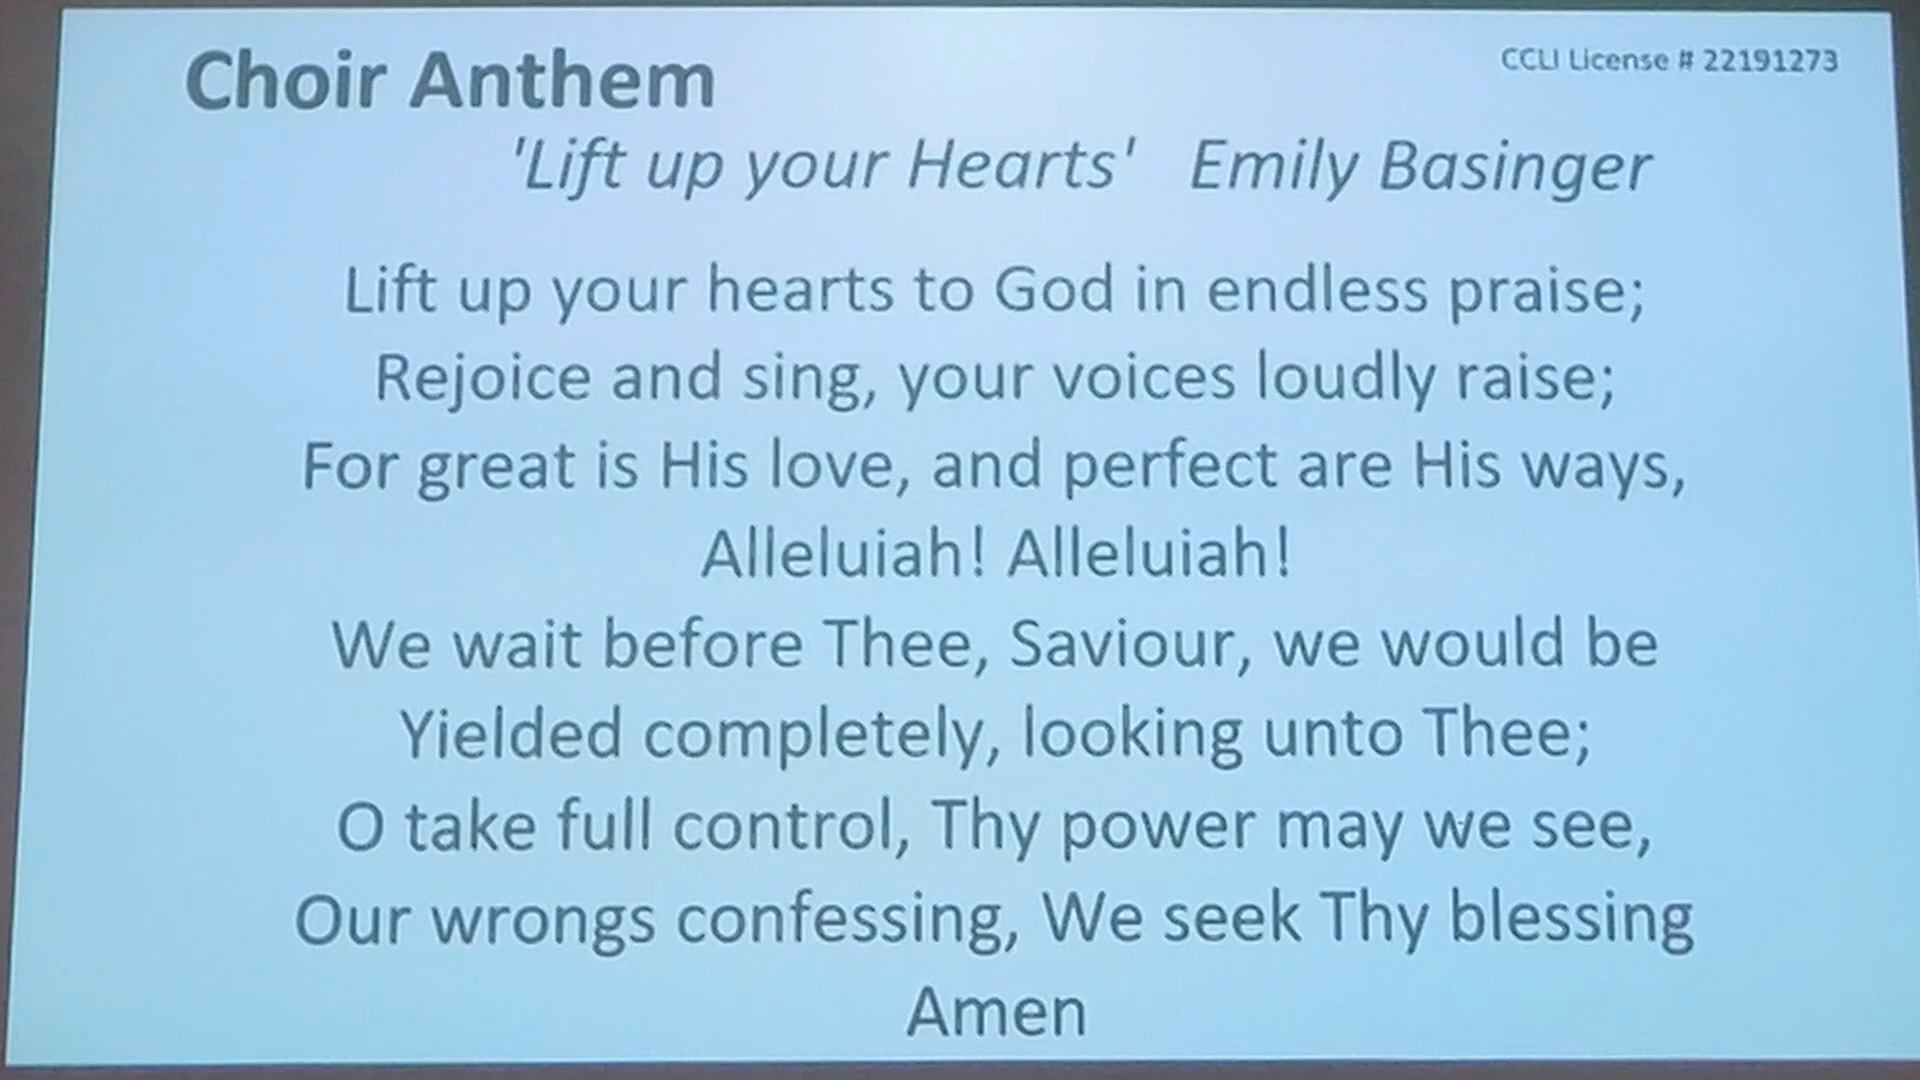 Choir Anthem
CCLI License # 22191273
'Lift up your Hearts' Emily Basinger
Lift up your hearts to God in endless praise;
Rejoice and sing, your voices loudly raise;
For great is His love, and perfect are His ways,
Alleluiah! Alleluiah!
We wait before Thee, Saviour, we would be
Yielded completely, looking unto Thee;
O take full control, Thy power may we see,
Our wrongs confessing, We seek Thy blessing
Amen